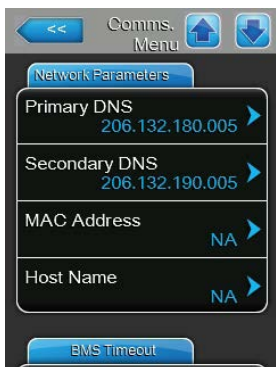 << Comms.
Menu
Network Parameters
Primary DNS
206.132.180.005
Secondary DNS
206.132.190.005
MAC Address
NA
Host Name
NA
BMS Timeout